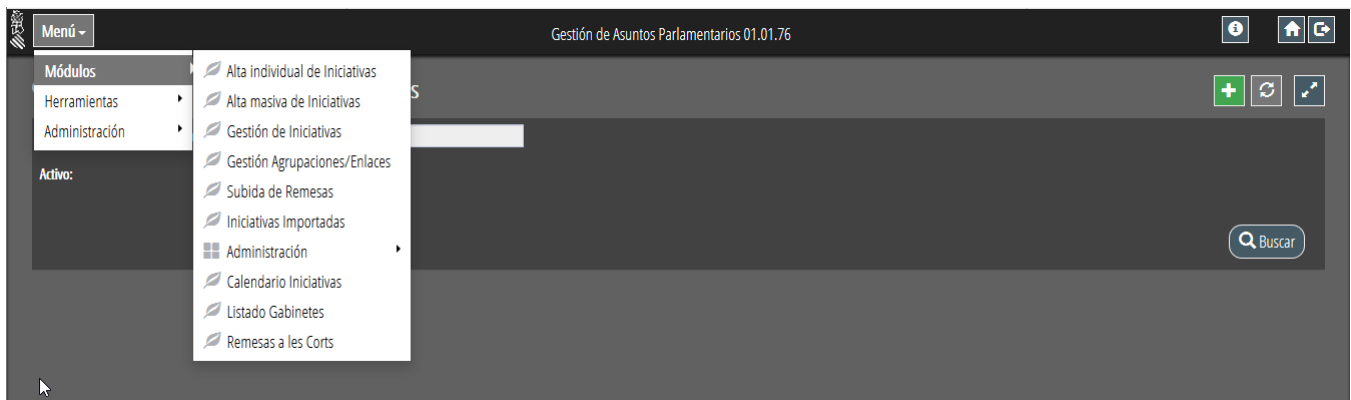 Menú
Gestión de Asuntos Parlamentarios 01.01.76
Módulos
Herramientas
Administración
Alta individual de Iniciativas
Alta masiva de Iniciativas
Gestión de Iniciativas
Gestión Agrupaciones/Enlaces
Subida de Remesas
Iniciativas Importadas
Administración
Calendario Iniciativas
Listado Gabinetes
Remesas a les Corts
Activo:
Buscar